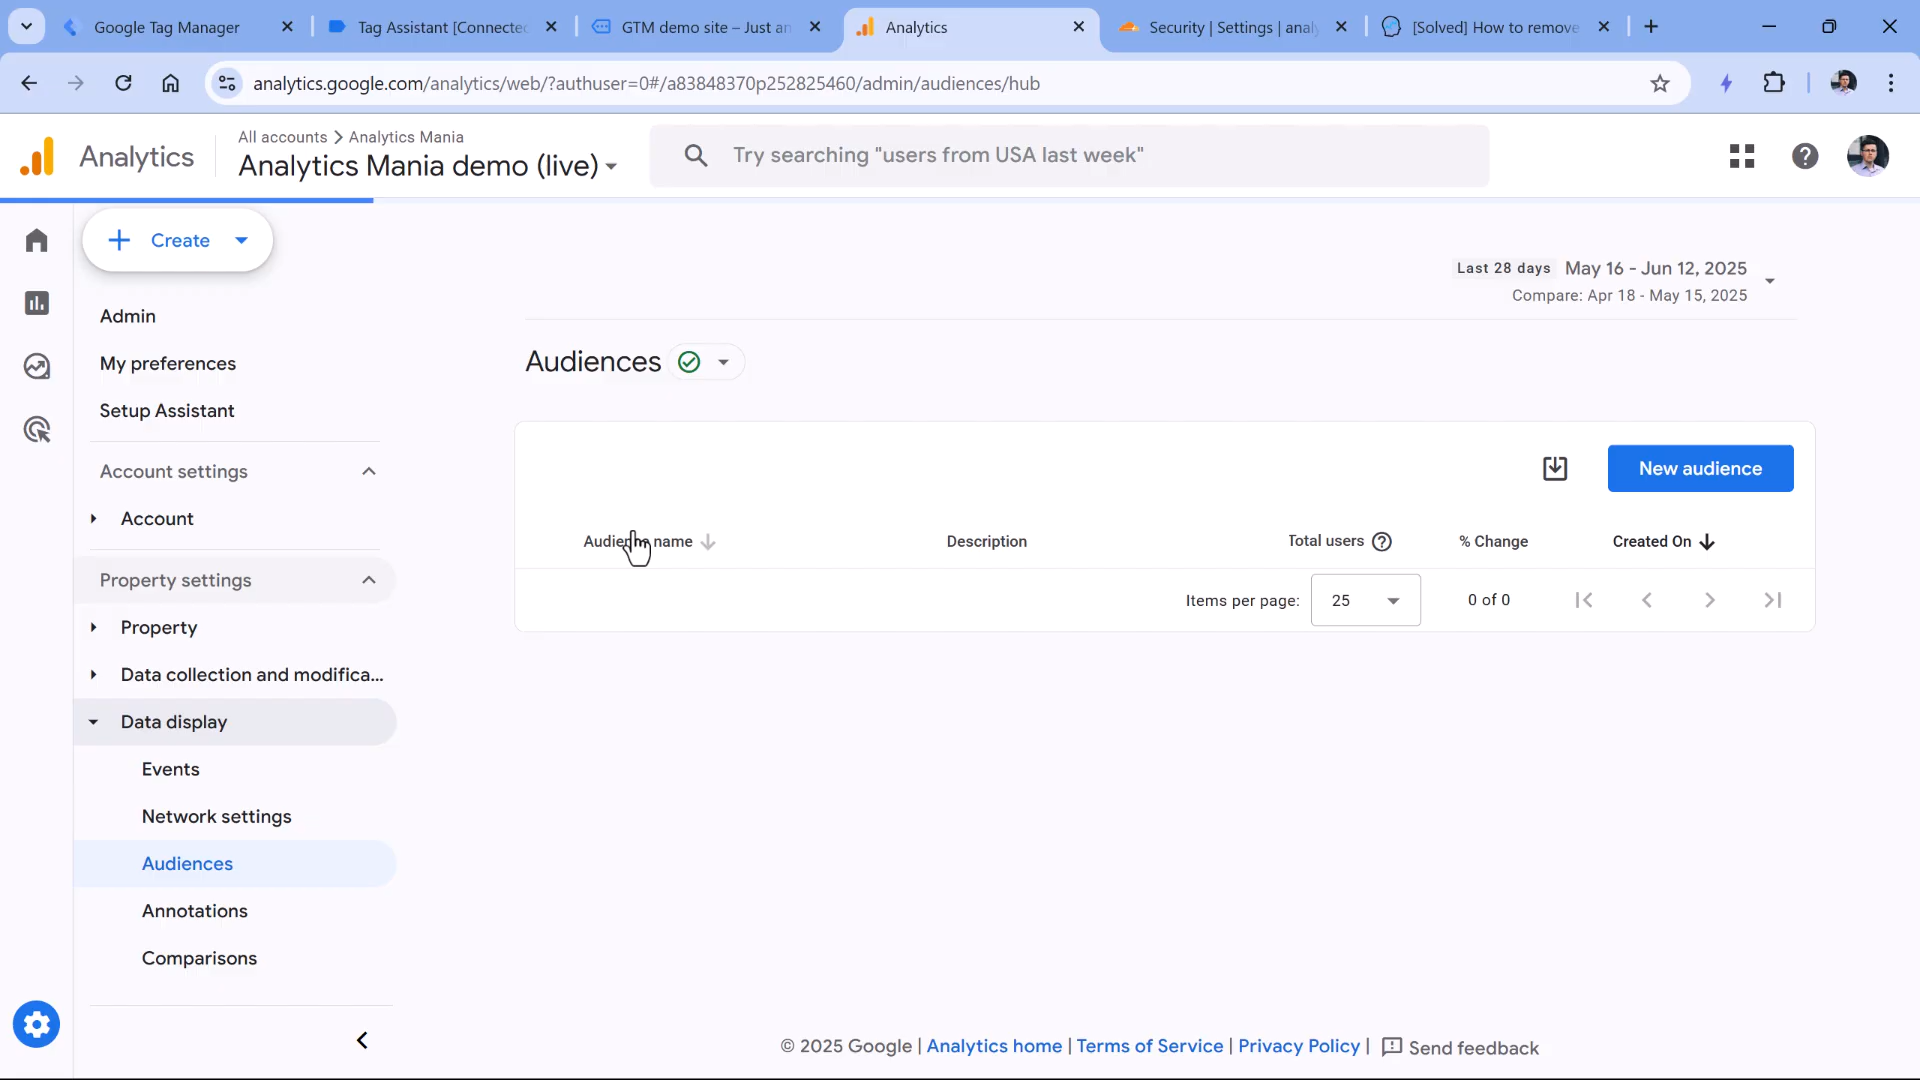 Google Tag Manager
Tag Assistant [Connected
GTM demo site – Just an
Analytics
Security | Settings | analy
[Solved] How to remove
analytics.google.com/analytics/web/?authuser=0#/a83848370p252825460/admin/audiences/hub
Analytics
All accounts > Analytics Mania
Analytics Mania demo (live)
Try searching "users from USA last week"
Create
Last 28 days May 16 - Jun 12, 2025
Compare: Apr 18 - May 15, 2025
Admin
My preferences
Setup Assistant
Account settings
Account
Property settings
Property
Data collection and modifica...
Data display
Events
Network settings
Audiences
Annotations
Comparisons
Audiences
New audience
Audience name
Description
Total users
% Change
Created On
Items per page: 25
0 of 0
© 2025 Google | Analytics home | Terms of Service | Privacy Policy | Send feedback